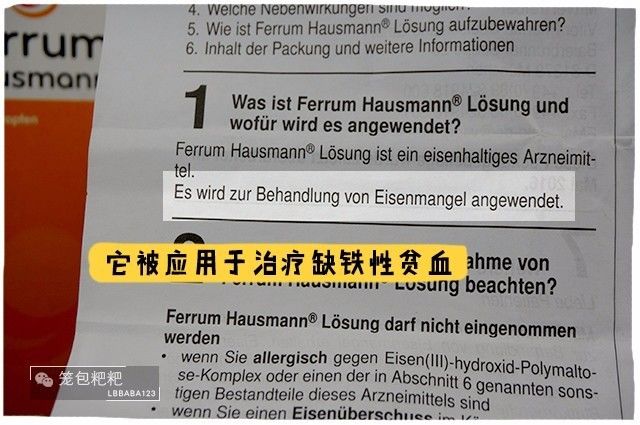 rrum
usmann
opfen
4. Welche Nebenwirkungen sind möglich?
5. Wie ist Ferrum Hausmann® Lösung aufzubewahren?
6. Inhalt der Packung und weitere Informationen
1 Was ist Ferrum Hausmann® Lösung und
wofür wird es angewendet?
Ferrum Hausmann® Lösung ist ein eisenhaltiges Arzneimit-
tel.
Es wird zur Behandlung von Eisenmangel angewendet.
它被应用于治疗缺铁性贫血
ahme von
Ferrum Hausmann® Lösung beachten?
Ferrum Hausmann® Lösung darf nicht eingenommen
werden
• wenn Sie allergisch gegen Eisen(III)-hydroxid-Polymalto-
se-Komplex oder einen der in Abschnitt 6 genannten sons-
tigen Bestandteile dieses Arzneimittels sind
• wenn Sie einen Eisenüberschuss im Kö
笼包粑粑
LBBABA123